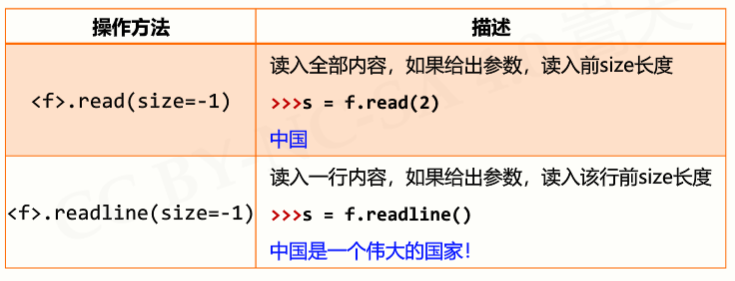 操作方法 描述
<f>.read(size=-1)
读入全部内容，如果给出参数，读入前size长度
>>>s = f.read(2)
中国
<f>.readline(size=-1)
读入一行内容，如果给出参数，读入该行前size长度
>>>s = f.readline()
中国是一个伟大的国家！
CC BY-NC-SA 4.0 嵩天